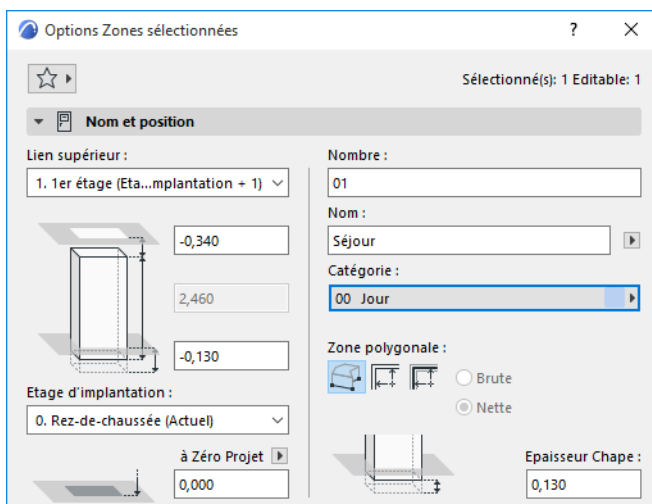 Options Zones sélectionnées
?
Sélectionné(s): 1 Editable: 1
Nom et position
Lien supérieur :
1. 1er étage (Eta...mplantation + 1)
-0,340
2,460
-0,130
Etage d'implantation :
0. Rez-de-chaussée (Actuel)
à Zéro Projet
0,000
Nombre :
01
Nom :
Séjour
Catégorie :
00 Jour
Zone polygonale :
Brute
Nette
Epaisseur Chape :
0,130